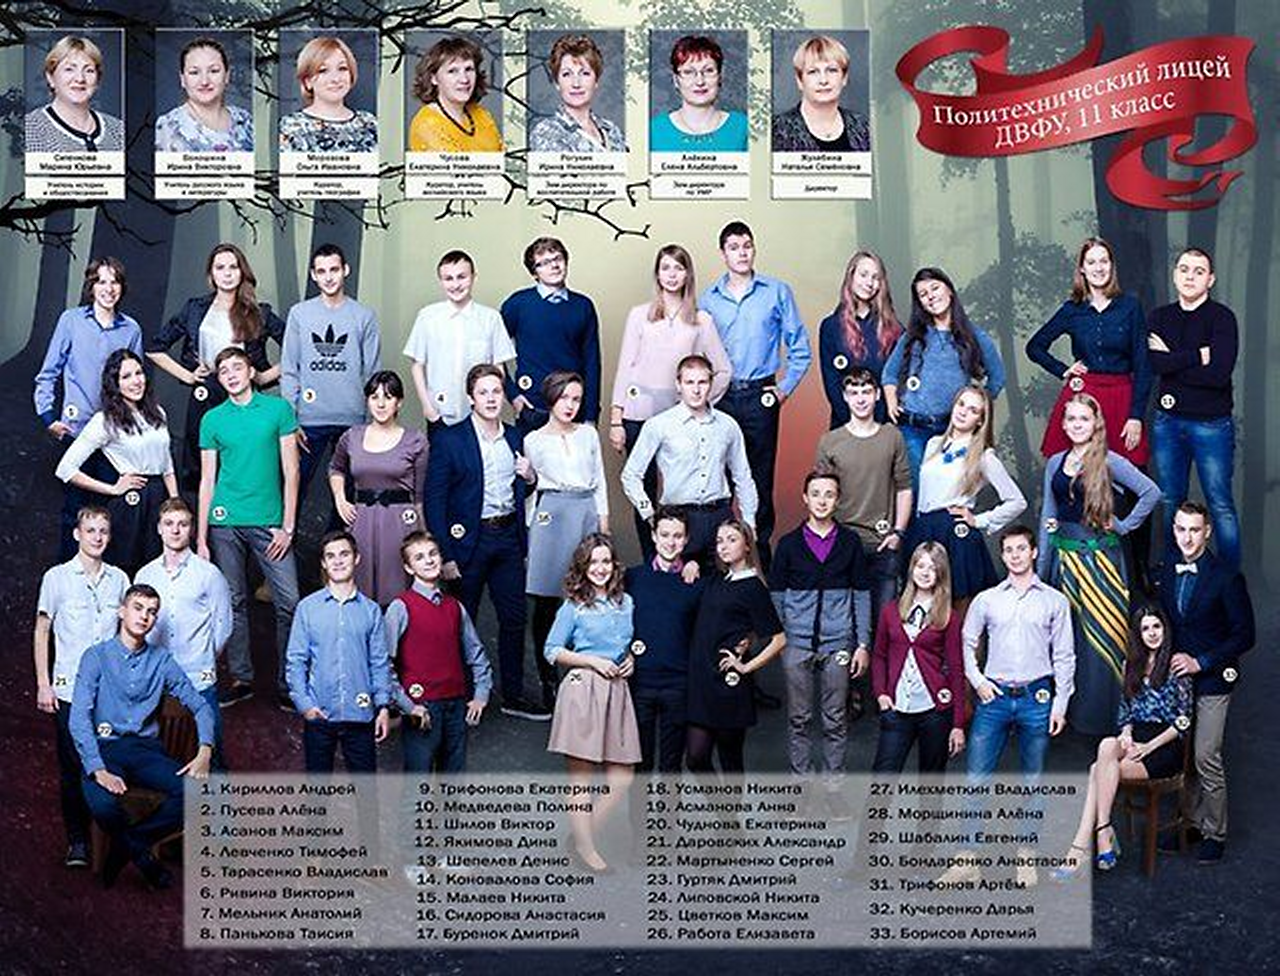 Политехнический лицей
ДВФУ, 11 класс
Марина Юрьевна
Учитель истории
и обществознания
Волошина
Ирина Викторовна
Учитель русского языка
и литературы
Морозова
Ольга Ивановна
Куратор,
учитель географии
Чусова
Екатерина Николаевна
Куратор, учитель
английского языка
Рогулис
Ирина Николаевна
Зам.директора по
воспитательной работе
Алёкина
Елена Альбертовна
Зам.директора
по УМР
Жулябина
Наталья Семёновна
Директор
adidas
1. Кириллов Андрей
2. Пусева Алёна
3. Асанов Максим
4. Левченко Тимофей
5. Тарасенко Владислав
6. Ривина Виктория
7. Мельник Анатолий
8. Панькова Таисия
9. Трифонова Екатерина
10. Медведева Полина
11. Шилов Виктор
12. Якимова Дина
13. Шепелев Денис
14. Коновалова София
15. Малаев Никита
16. Сидорова Анастасия
17. Буренок Дмитрий
18. Усманов Никита
19. Асманова Анна
20. Чуднова Екатерина
21. Даровских Александр
22. Мартыненко Сергей
23. Гуртяк Дмитрий
24. Липовской Никита
25. Цветков Максим
26. Работа Елизавета
27. Илехметкин Владислав
28. Морщинина Алёна
29. Шабалин Евгений
30. Бондаренко Анастасия
31. Трифонов Артём
32. Кучеренко Дарья
33. Борисов Артемий